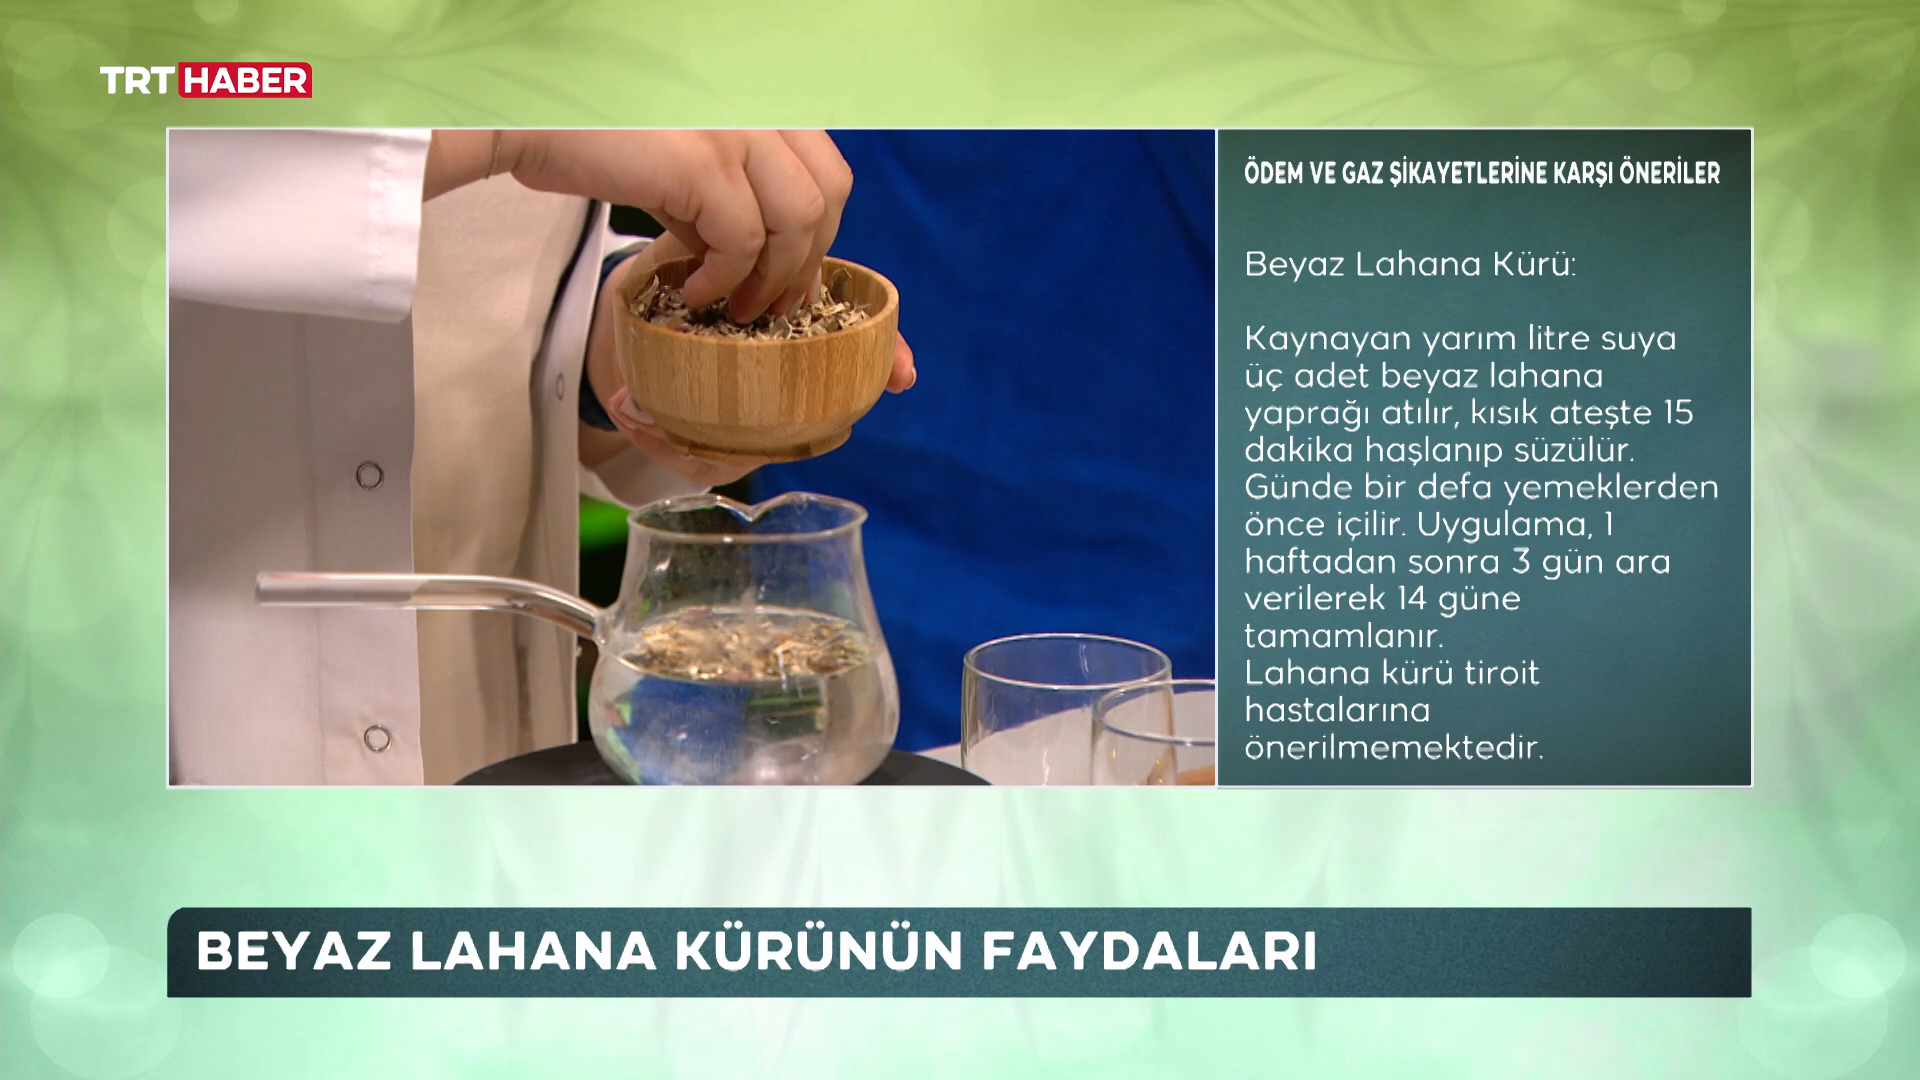 TRT HABER
ÖDEM VE GAZ ŞİKAYETLERİNE KARŞI ÖNERİLER
Beyaz Lahana Kürü:
Kaynayan yarım litre suya
üç adet beyaz lahana
yaprağı atılır, kısık ateşte 15
dakika haşlanıp süzülür.
Günde bir defa yemeklerden
önce içilir. Uygulama, 1
haftadan sonra 3 gün ara
verilerek 14 güne
tamamlanır.
Lahana kürü tiroit
hastalarına
önerilmemektedir.
BEYAZ LAHANA KÜRÜNÜN FAYDALARI